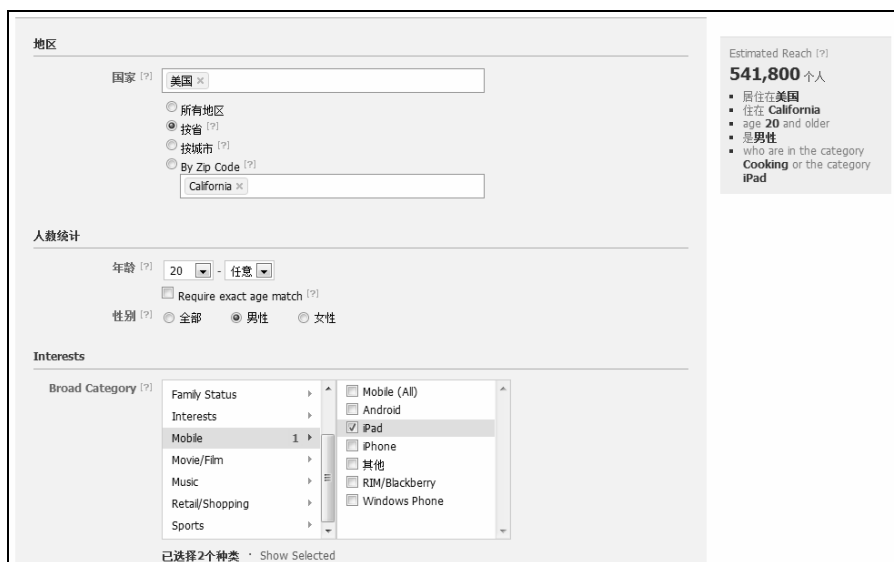 地区
国家 [?] 美国 ×
所有地区
按省 [?]
按城市 [?]
By Zip Code [?]
California ×
人数统计
年龄 [?] 20 - 任意
Require exact age match [?]
性别 [?] 全部 男性 女性
Interests
Broad Category [?]
Family Status
Interests
Mobile 1
Movie/Film
Music
Retail/Shopping
Sports
Mobile (All)
Android
iPad
iPhone
其他
RIM/Blackberry
Windows Phone
已选择2个种类 · Show Selected
Estimated Reach [?]
541,800 个人
居住在美国
住在 California
age 20 and older
是男性
who are in the category
Cooking or the category
iPad